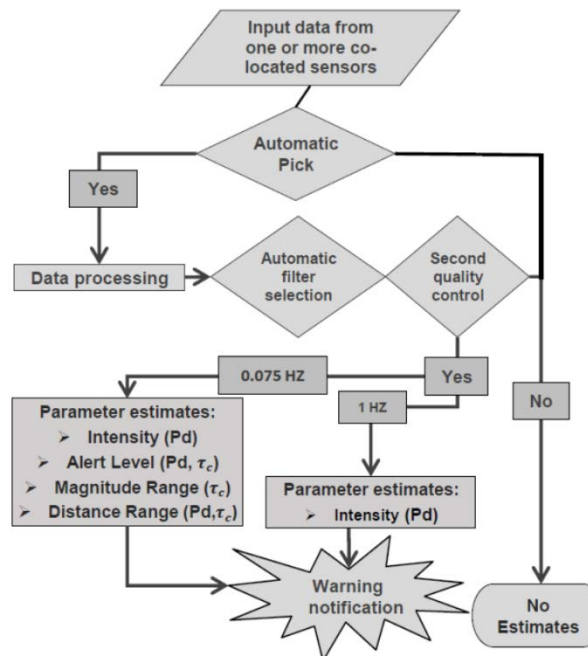 Input data from
one or more co-
located sensors
Automatic
Pick
Yes
Data processing
Automatic
filter
selection
Second
quality
control
0.075 HZ
Yes
1 HZ
No
Parameter estimates:
➢ Intensity (Pd)
➢ Alert Level (Pd, τc)
➢ Magnitude Range (τc)
➢ Distance Range (Pd,τc)
Parameter estimates:
➢ Intensity (Pd)
Warning
notification
No
Estimates